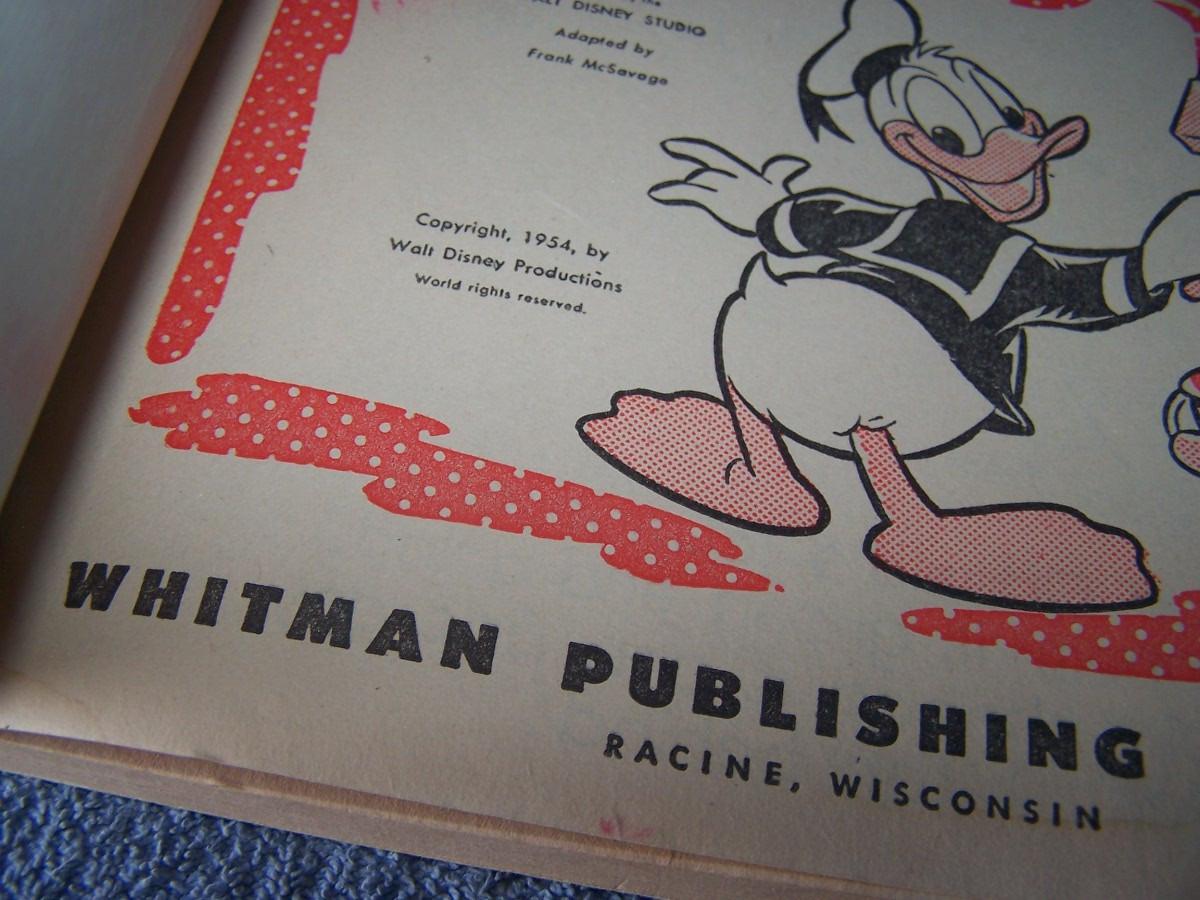 WALT DISNEY STUDIO
Adapted by
Frank McSavage
Copyright, 1954, by
Walt Disney Productions
World rights reserved.
WHITMAN PUBLISHING
RACINE, WISCONSIN